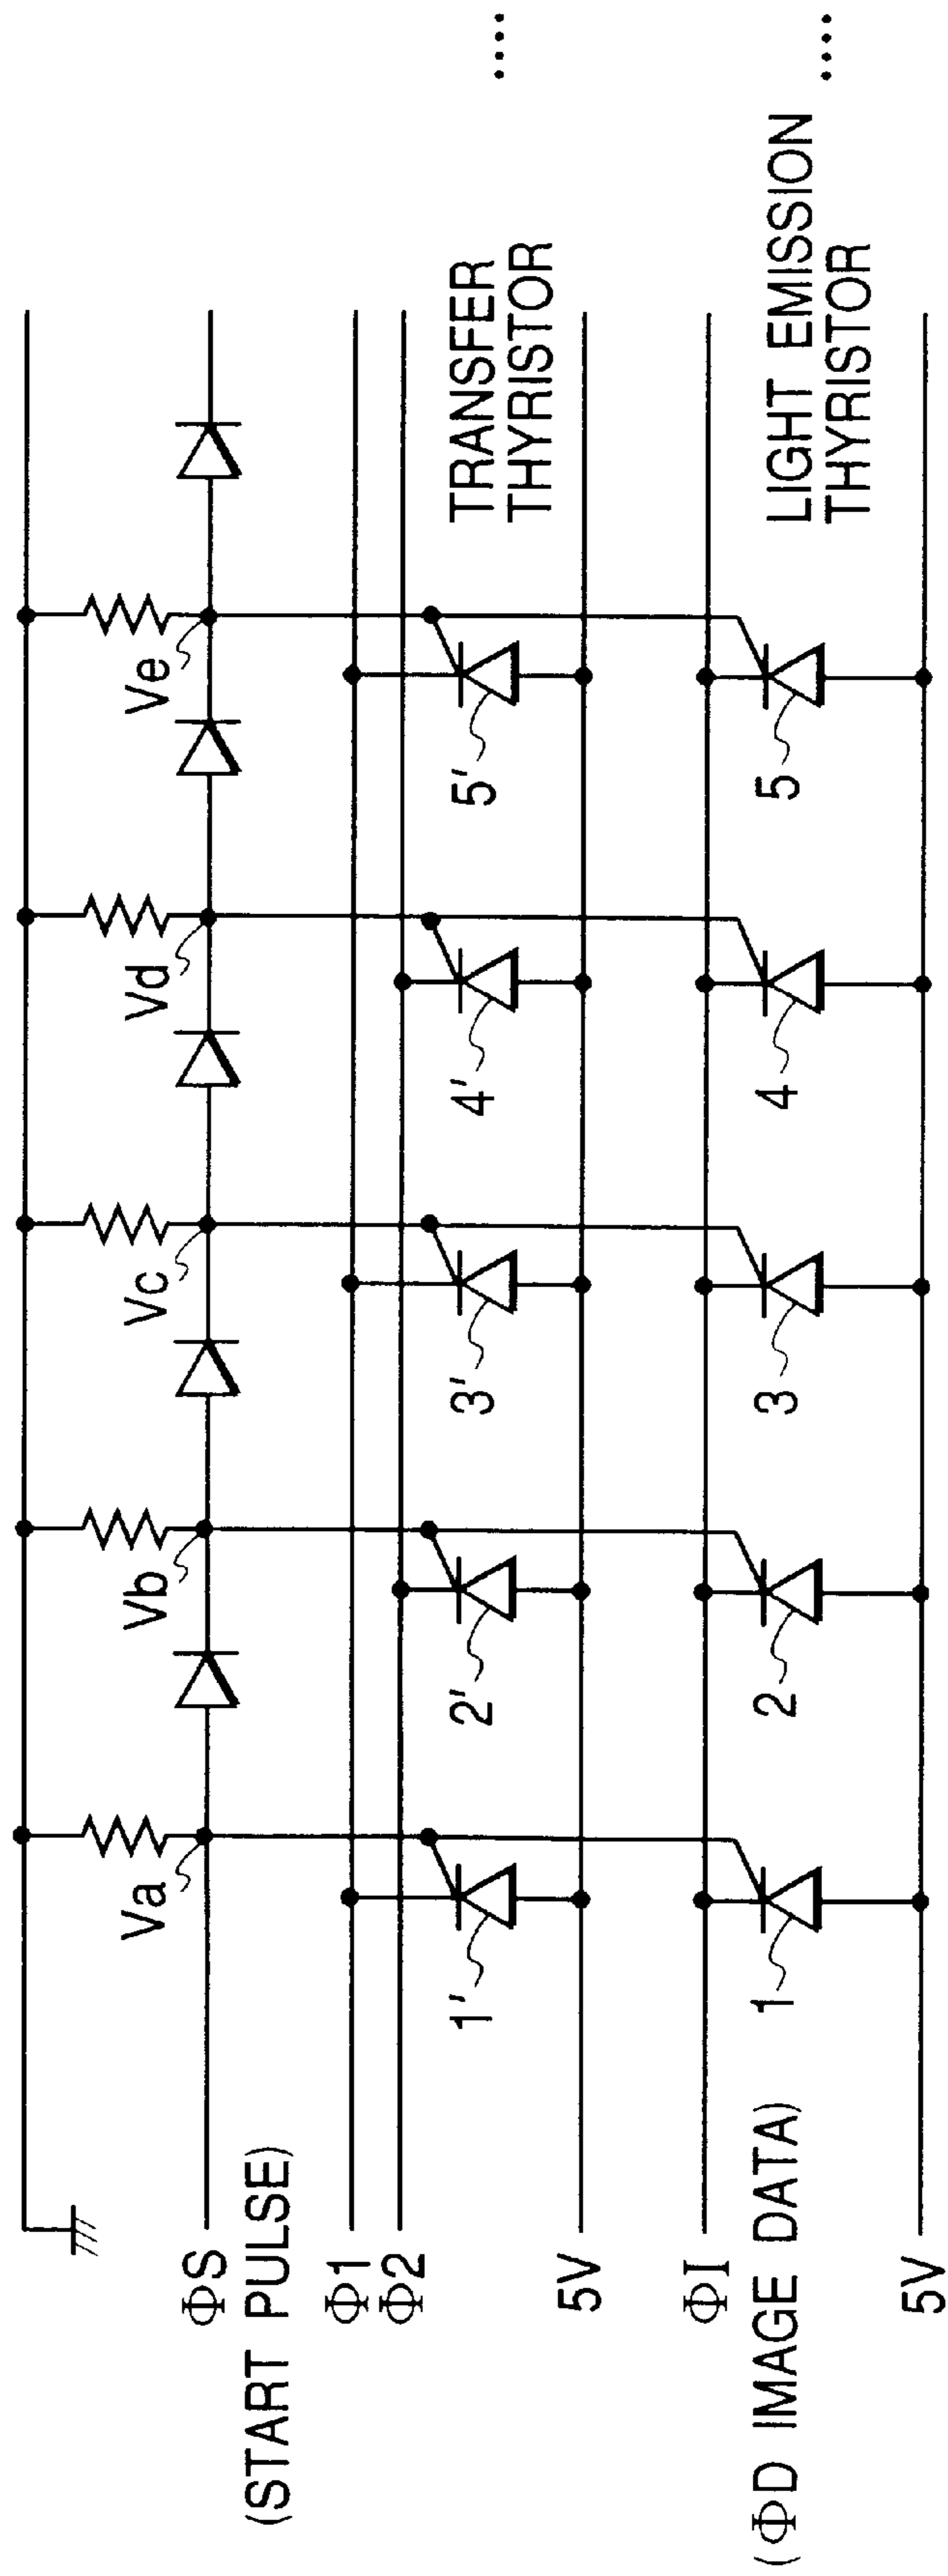 Va Vb Vc Vd Ve
ΦS
(START PULSE)
Φ1
Φ2
1' 2' 3' 4' 5'
TRANSFER
THYRISTOR
5V
ΦI
(ΦD IMAGE DATA)
1 2 3 4 5
LIGHT EMISSION
THYRISTOR
5V